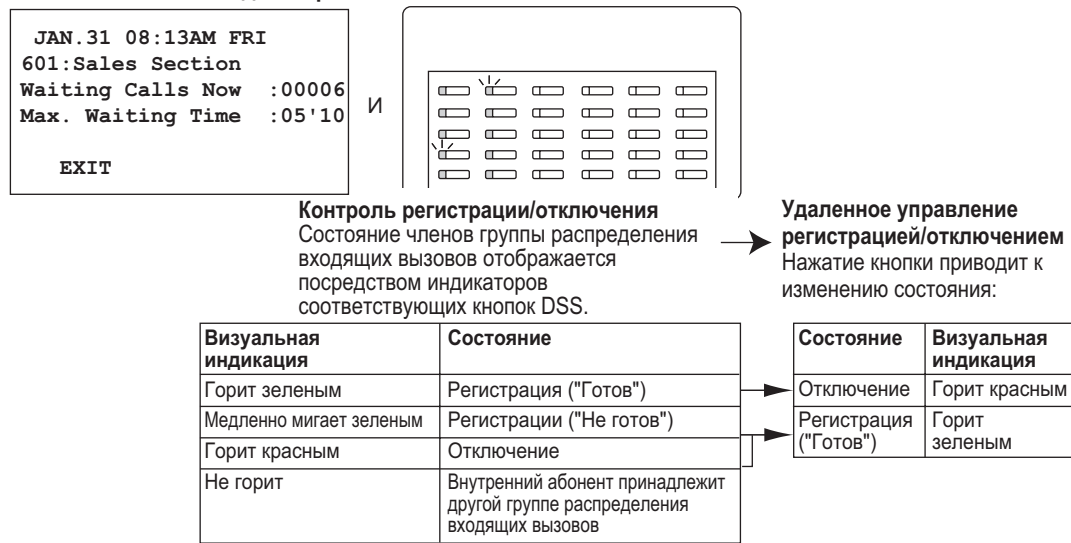 JAN.31 08:13AM FRI
601:Sales Section
Waiting Calls Now :00006
Max. Waiting Time :05'10
EXIT
И
Контроль регистрации/отключения
Состояние членов группы распределения
входящих вызовов отображается
посредством индикаторов
соответствующих кнопок DSS.
Удаленное управление
регистрацией/отключением
Нажатие кнопки приводит к
изменению состояния:
Визуальная
индикация
Состояние
Горит зеленым
Регистрация ("Готов")
Медленно мигает зеленым
Регистрации ("Не готов")
Горит красным
Отключение
Не горит
Внутренний абонент принадлежит
другой группе распределения
входящих вызовов
Состояние
Визуальная
индикация
Отключение
Горит красным
Регистрация
("Готов")
Горит
зеленым